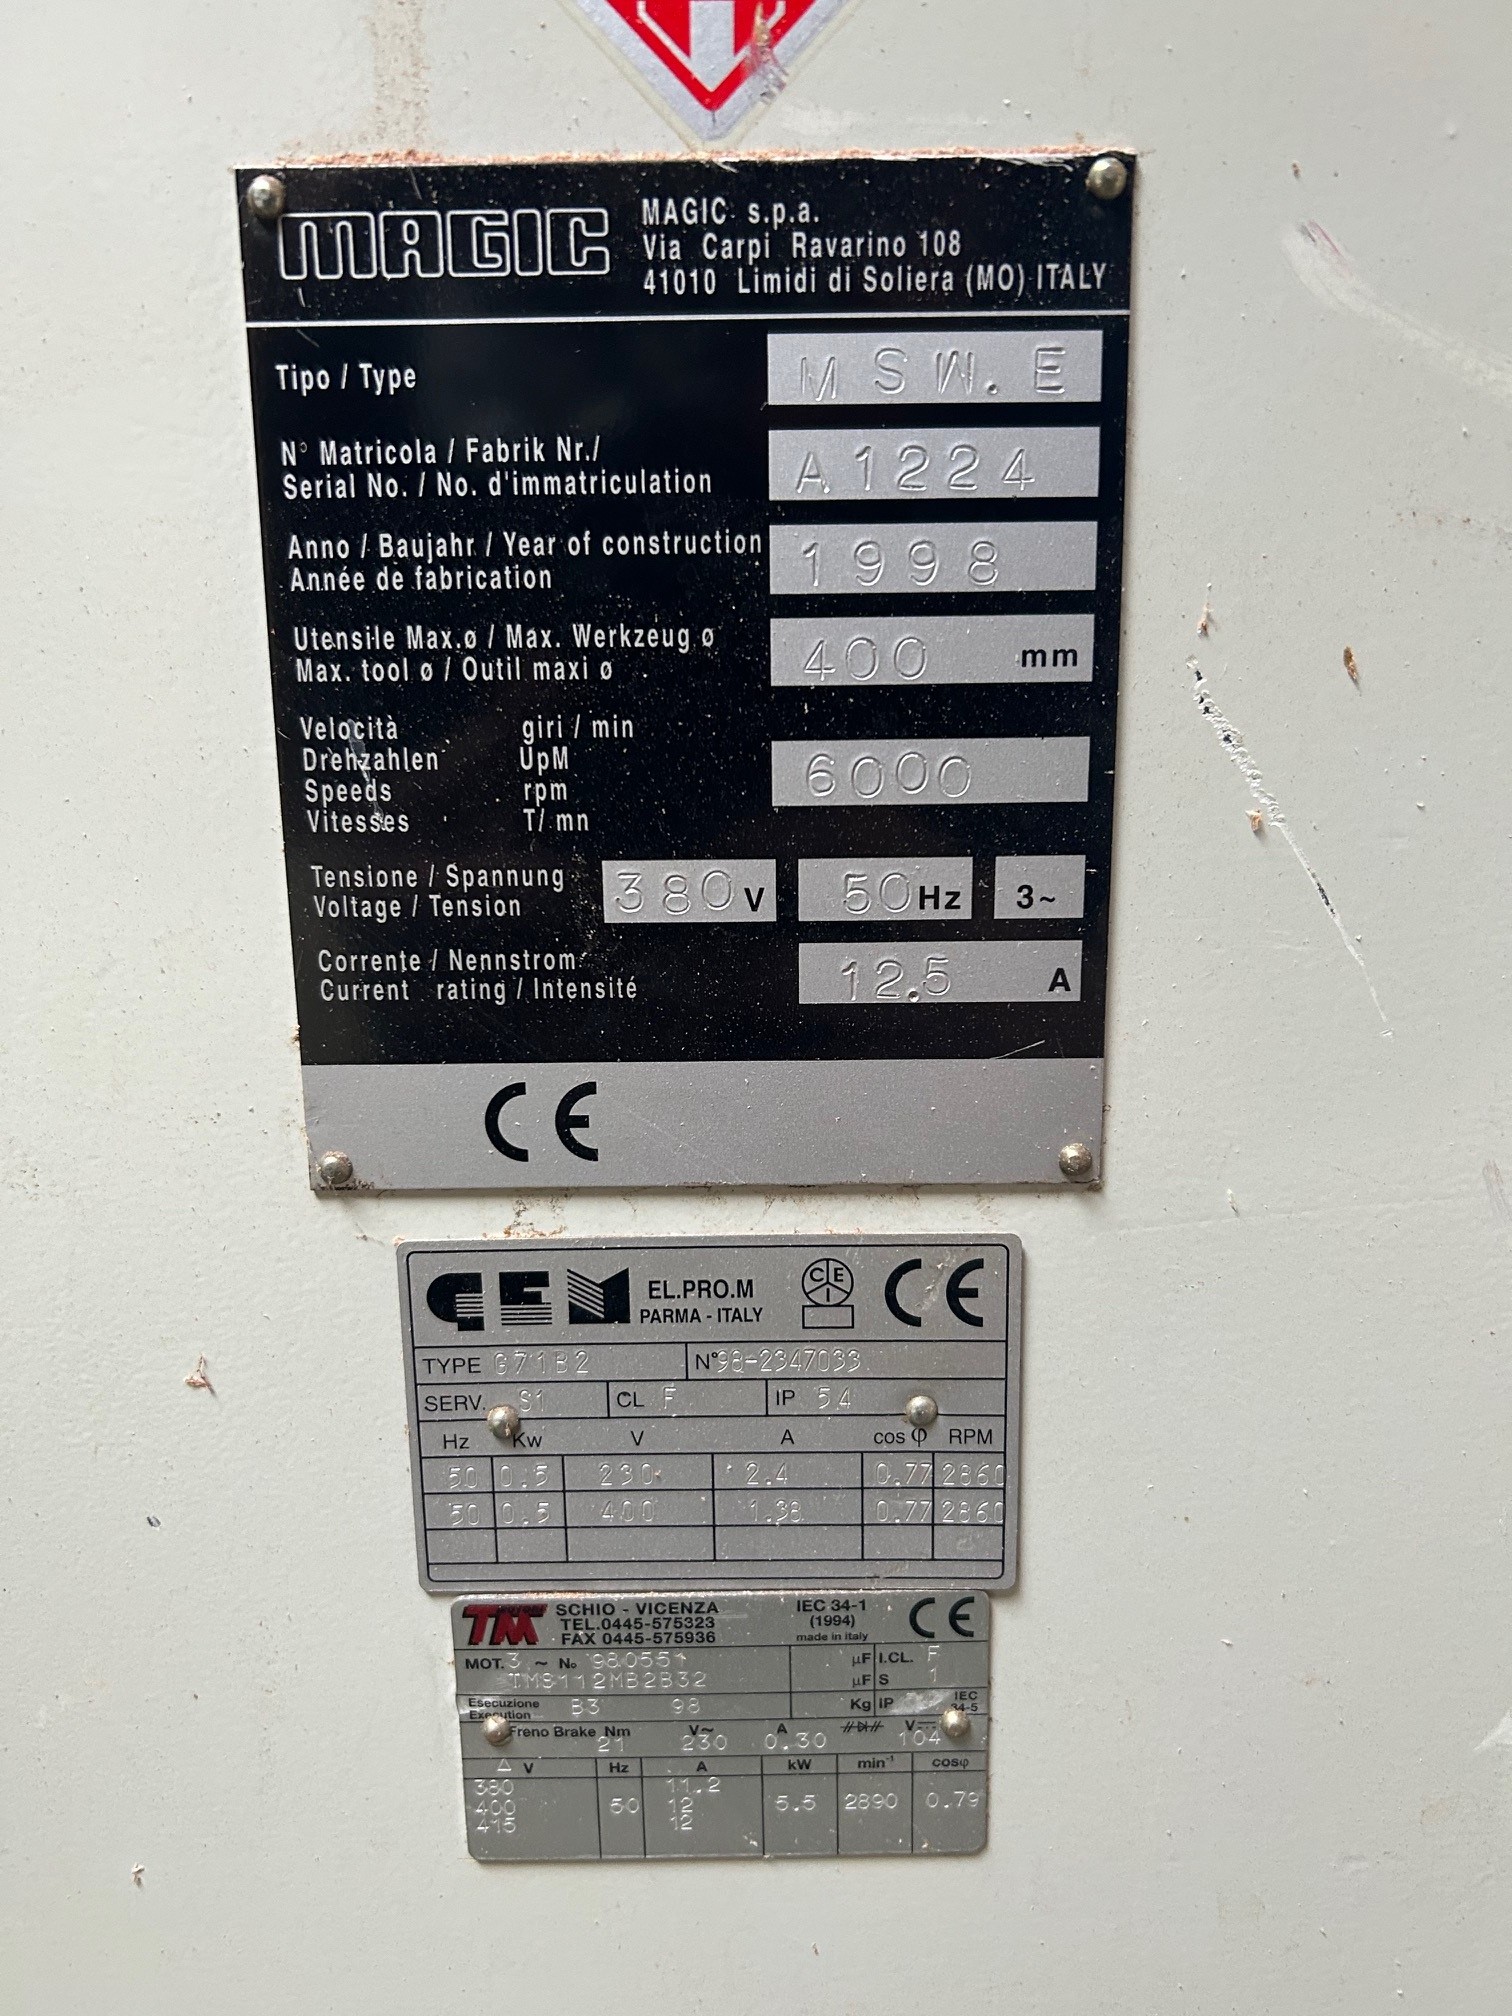 MAGIC
MAGIC s.p.a.
Via Carpi Ravarino 108
41010 Limidi di Soliera (MO) ITALY
Tipo / Type MSW.E
N° Matricola / Fabrik Nr./
Serial No. / No. d'immatriculation A1224
Anno / Baujahr / Year of construction
Année de fabrication 1998
Utensile Max.ø / Max. Werkzeug ø
Max. tool ø / Outil maxi ø 400 mm
Velocità giri / min
Drehzahlen UpM
Speeds rpm 6000
Vitesses T/ mn
Tensione / Spannung
Voltage / Tension 380 V 50 Hz 3~
Corrente / Nennstrom
Current rating / Intensité 12.5 A
CE
GEM EL.PRO.M
PARMA - ITALY
CEI CE
TYPE G71B2 N° 98-2347033
SERV. S1 CL F IP 54
Hz Kw V A cos φ RPM
50 0.5 230 2.4 0.77 2860
50 0.5 400 1.38 0.77 2860
TM SCHIO - VICENZA IEC 34-1 CE
TEL.0445-575323 (1994)
FAX 0445-575936 made in italy
MOT. 3 ~ No 980551 µF I.CL. F
TMS112MB2B32 µF S 1
Esecuzione
Execution B3 98 Kg IP IEC 34-5
Freno Brake Nm V~ A V
21 230 0.30 104
△ V Hz A kW min⁻¹ cosφ
380 11.2
400 50 12 5.5 2890 0.79
415 12